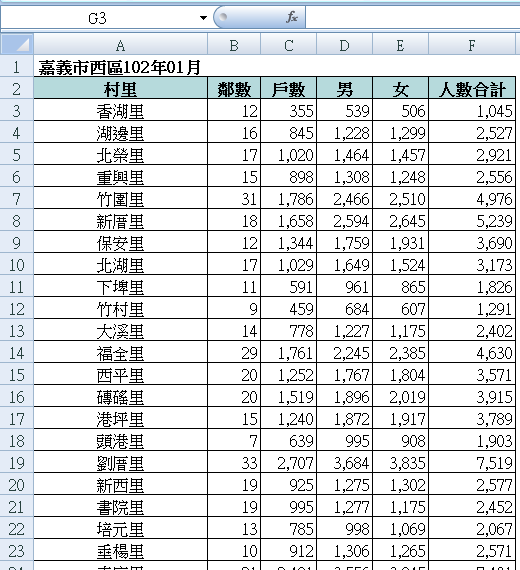 G3
fx
A B C D E F
1 嘉義市西區102年01月
2 村里 鄰數 戶數 男 女 人數合計
3 香湖里 12 355 539 506 1,045
4 湖邊里 16 845 1,228 1,299 2,527
5 北榮里 17 1,020 1,464 1,457 2,921
6 重興里 15 898 1,308 1,248 2,556
7 竹圍里 31 1,786 2,466 2,510 4,976
8 新厝里 18 1,658 2,594 2,645 5,239
9 保安里 12 1,344 1,759 1,931 3,690
10 北湖里 17 1,029 1,649 1,524 3,173
11 下埤里 11 591 961 865 1,826
12 竹村里 9 459 684 607 1,291
13 大溪里 14 778 1,227 1,175 2,402
14 福全里 29 1,761 2,245 2,385 4,630
15 西平里 20 1,252 1,767 1,804 3,571
16 磚磘里 20 1,519 1,896 2,019 3,915
17 港坪里 15 1,240 1,872 1,917 3,789
18 頭港里 7 639 995 908 1,903
19 劉厝里 33 2,707 3,684 3,835 7,519
20 新西里 19 925 1,275 1,302 2,577
21 書院里 19 995 1,277 1,175 2,452
22 培元里 13 785 998 1,069 2,067
23 垂楊里 10 912 1,306 1,265 2,571